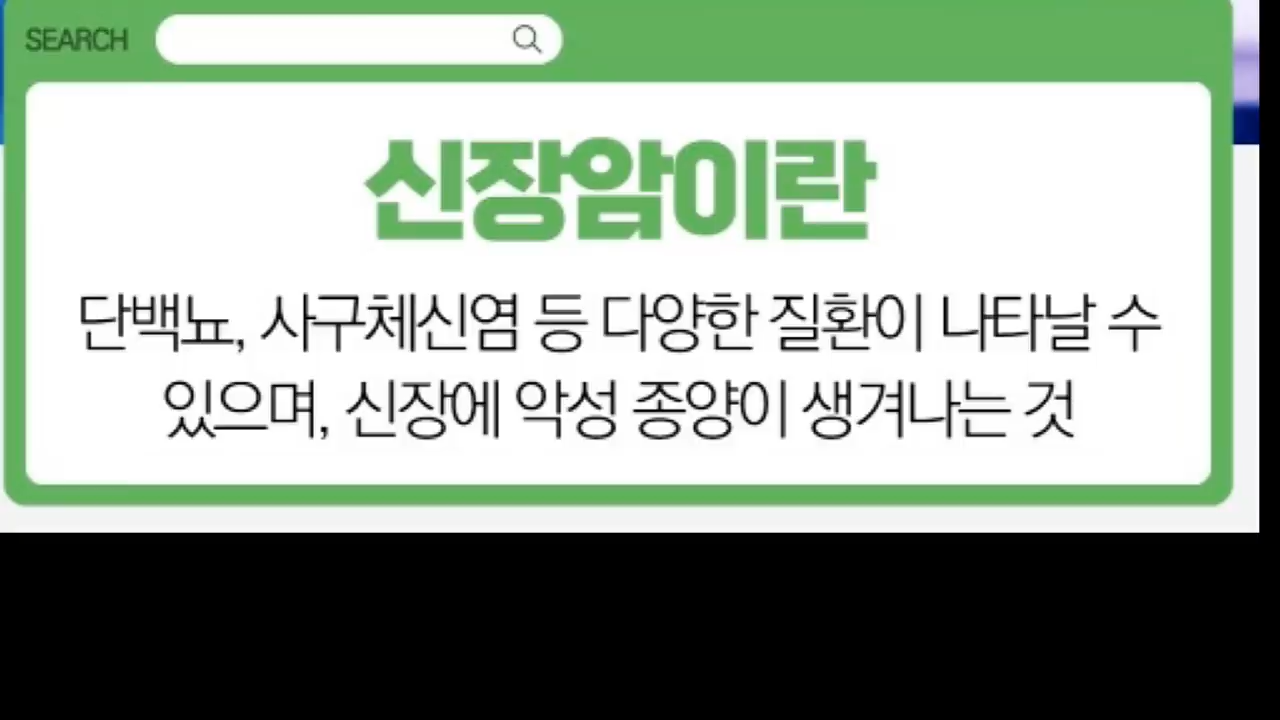 SEARCH
신장암이란
단백뇨, 사구체신염 등 다양한 질환이 나타날 수
있으며, 신장에 악성 종양이 생겨나는 것